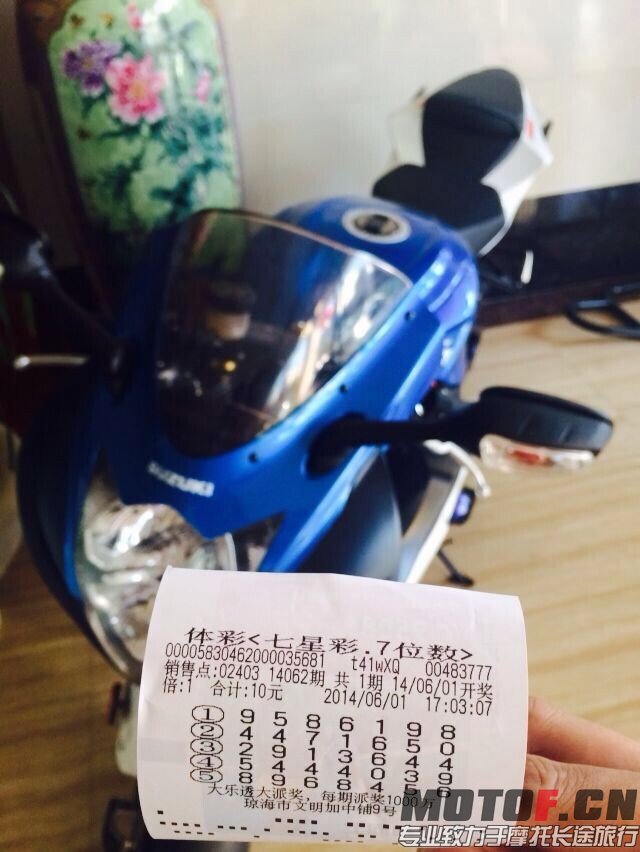 SUZUKI
体彩<七星彩.7位数>
00005830462000035681 t41wXQ 00483777
销售点:02403 14062期 共1期 14/06/01开奖
倍:1 合计:10元 2014/06/01 17:03:07
① 9 5 8 6 1 9 8
② 4 4 7 1 6 5 0
③ 2 9 1 3 6
④ 5 4 4 4 0 9
⑤ 8 9 6 8 4 6
大乐透大派奖，每期派奖1000万
琼海市文明加中铺9号
MOTOF.CN
专业致力于摩托长途旅行